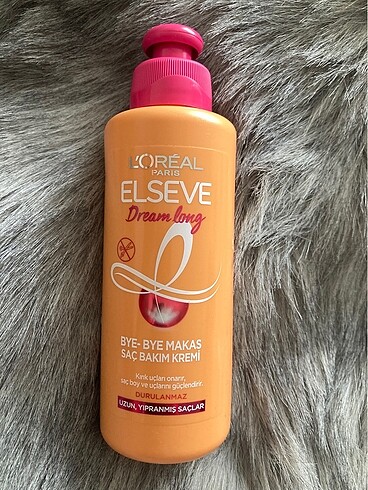 L'ORÉAL
PARIS
ELSEVE
Dream long
BYE- BYE MAKAS
SAÇ BAKIM KREMİ
Kırık uçları onarır,
saç boy ve uçlarını güçlendirir.
DURULANMAZ
UZUN, YIPRANMIŞ SAÇLAR